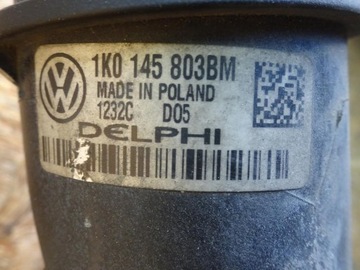 1K0 145 803BM
MADE IN POLAND
1232C D05
DELPHI